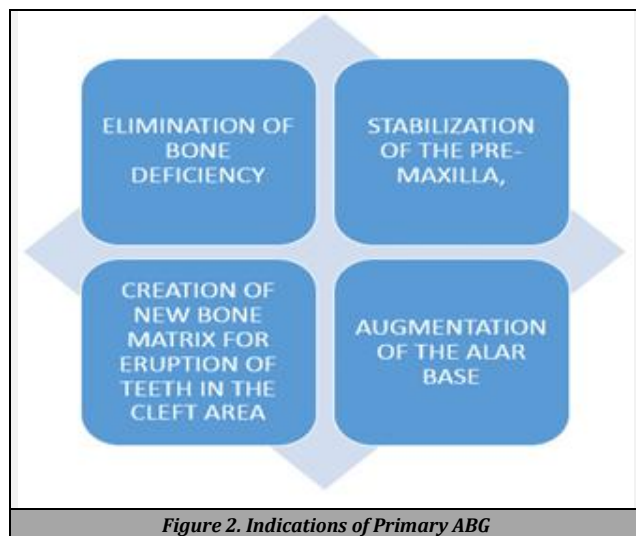 ELIMINATION OF
BONE
DEFICIENCY
STABILIZATION
OF THE PRE-
MAXILLA,
CREATION OF
NEW BONE
MATRIX FOR
ERUPTION OF
TEETH IN THE
CLEFT AREA
AUGMENTATION
OF THE ALAR
BASE
Figure 2. Indications of Primary ABG